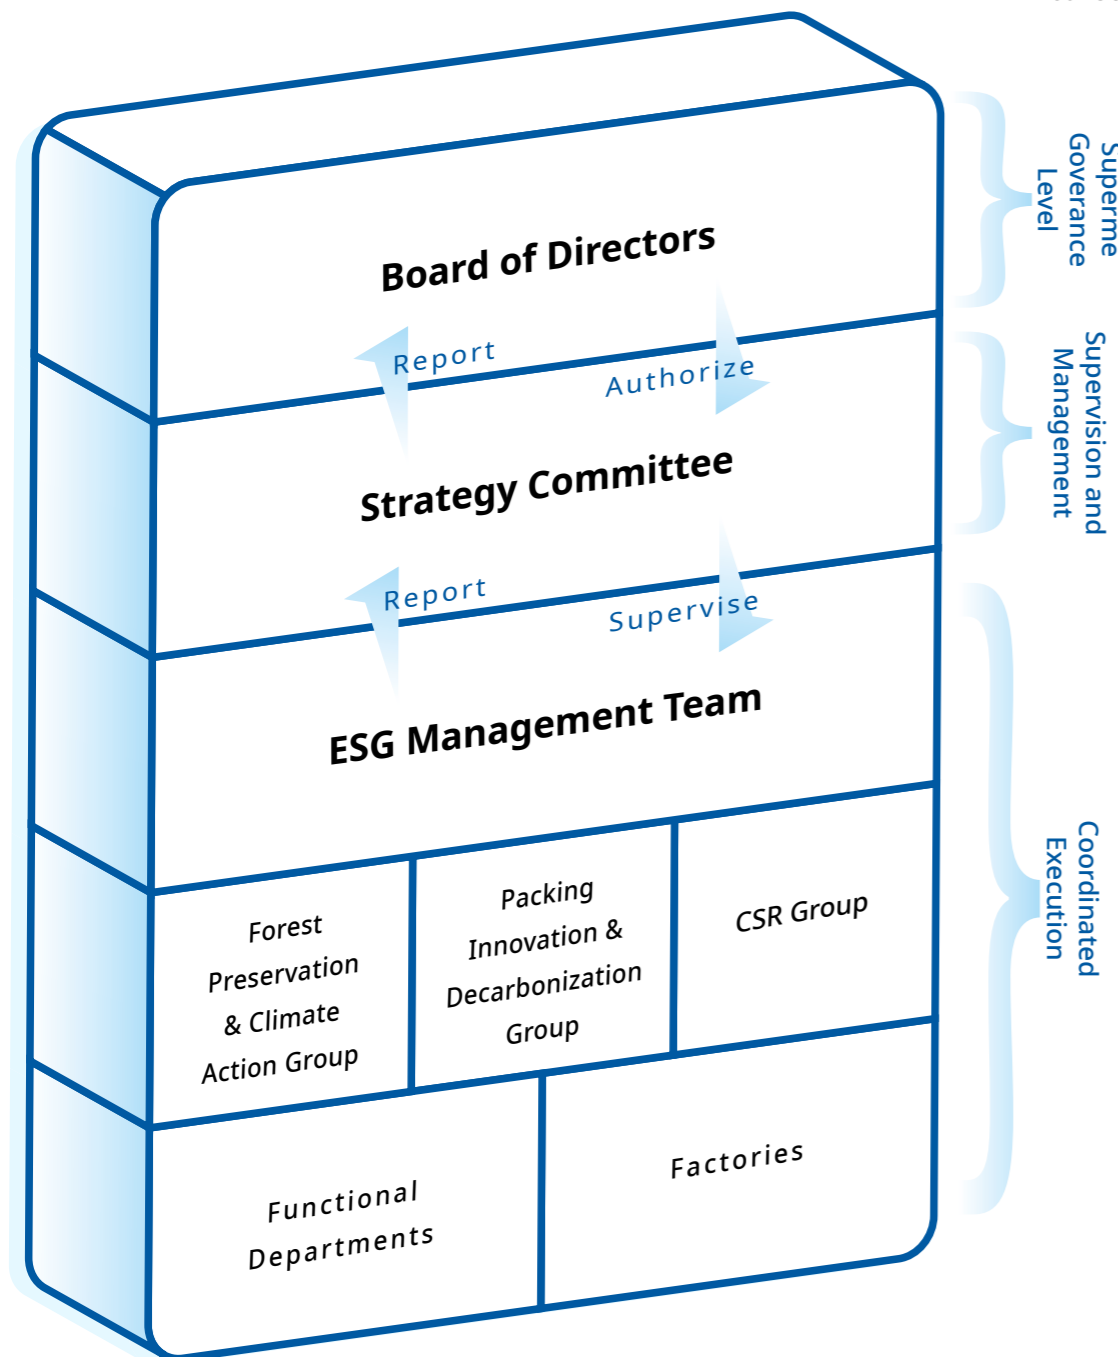 Board of Directors
Report
Authorize
Strategy Committee
Report
Supervise
ESG Management Team
Forest
Preservation
& Climate
Action Group
Packing
Innovation &
Decarbonization
Group
CSR Group
Functional
Departments
Factories
Superme
Goverance
Level
Supervision and
Management
Coordinated
Execution